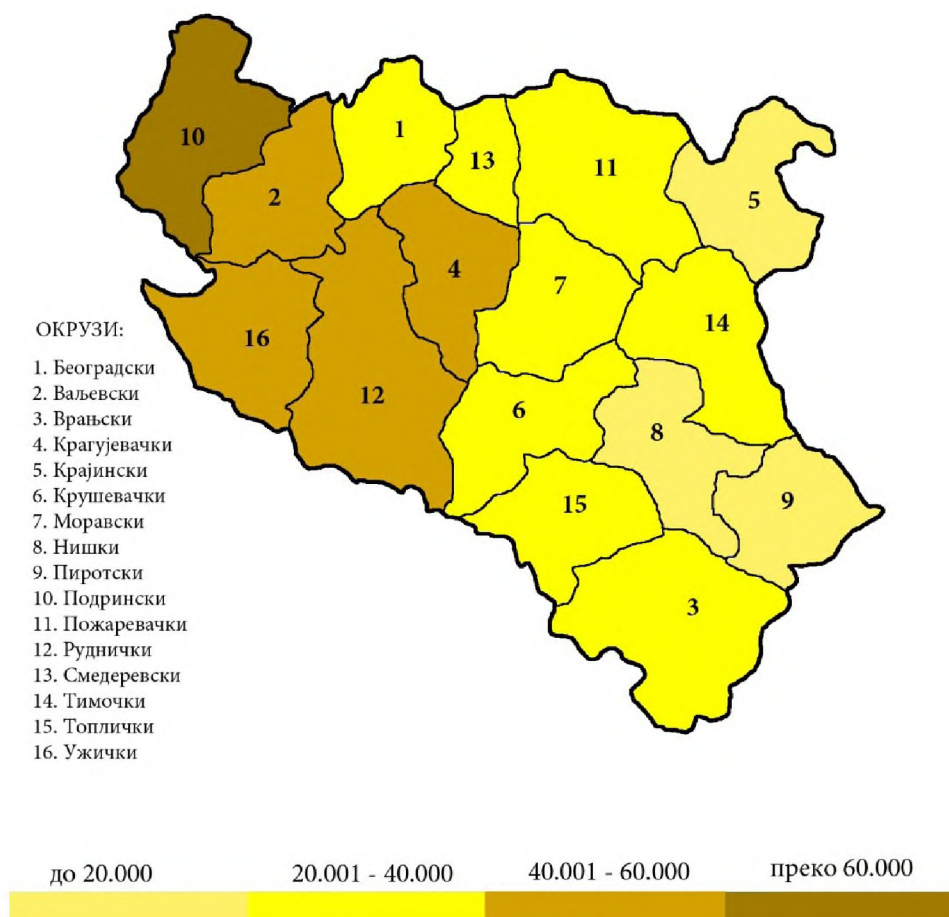 10
1
13
11
2
5
4
7
14
16
12
6
8
15
9
3
ОКРУЗИ:
1. Београдски
2. Ваљевски
3. Врањски
4. Крагујевачки
5. Крајински
6. Крушевачки
7. Моравски
8. Нишки
9. Пиротски
10. Подрински
11. Пожаревачки
12. Руднички
13. Смедеревски
14. Тимочки
15. Топлички
16. Ужички
до 20.000 20.001 - 40.000 40.001 - 60.000 преко 60.000